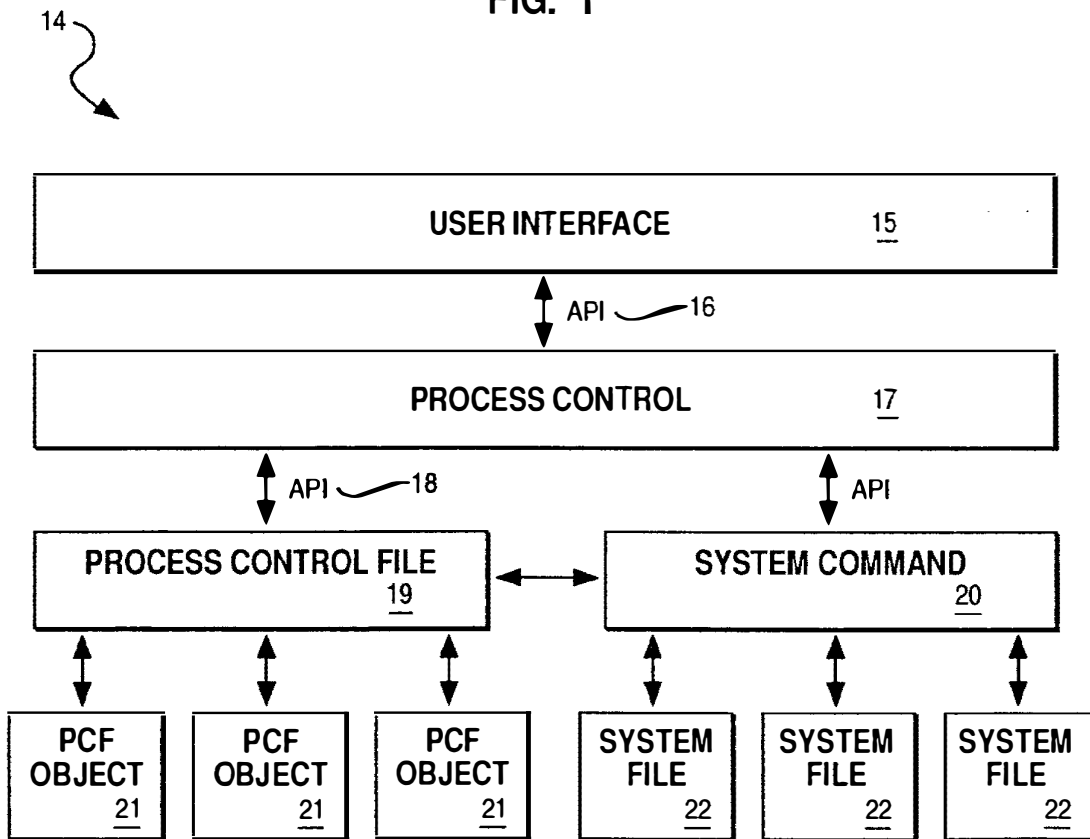 FIG. 1
14
USER INTERFACE 15
API 16
PROCESS CONTROL 17
API 18
API
PROCESS CONTROL FILE
19
SYSTEM COMMAND
20
PCF
OBJECT
21
PCF
OBJECT
21
PCF
OBJECT
21
SYSTEM
FILE
22
SYSTEM
FILE
22
SYSTEM
FILE
22